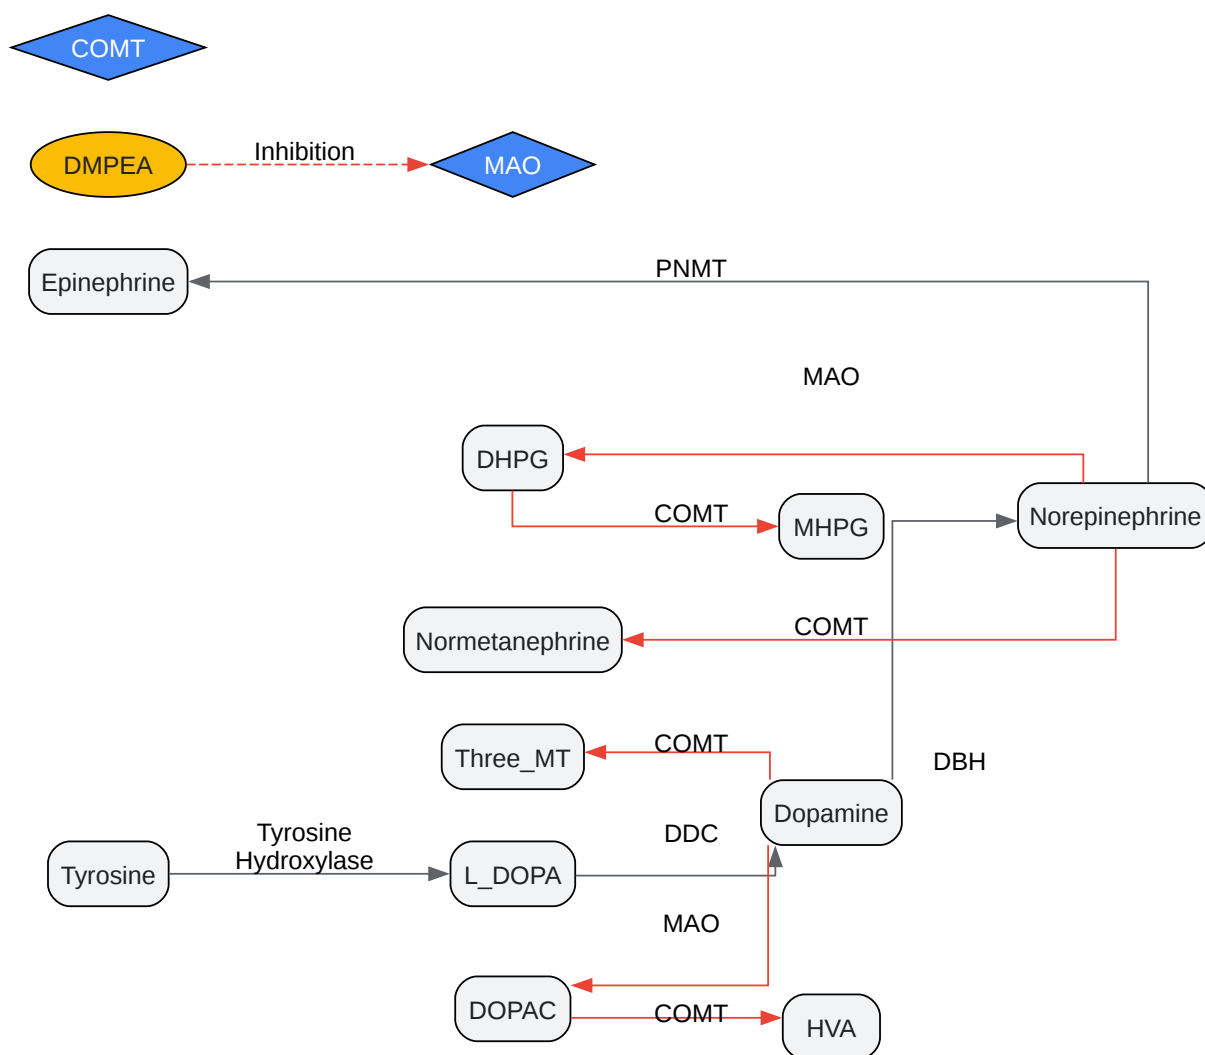 COMT
DMPEA
Inhibition
MAO
Epinephrine
PNMT
MAO
DHPG
COMT
MHPG
Norepinephrine
Normetanephrine
COMT
Three_MT
COMT
DBH
Dopamine
Tyrosine
Hydroxylase
DDC
Tyrosine
L_DOPA
MAO
DOPAC
COMT
HVA